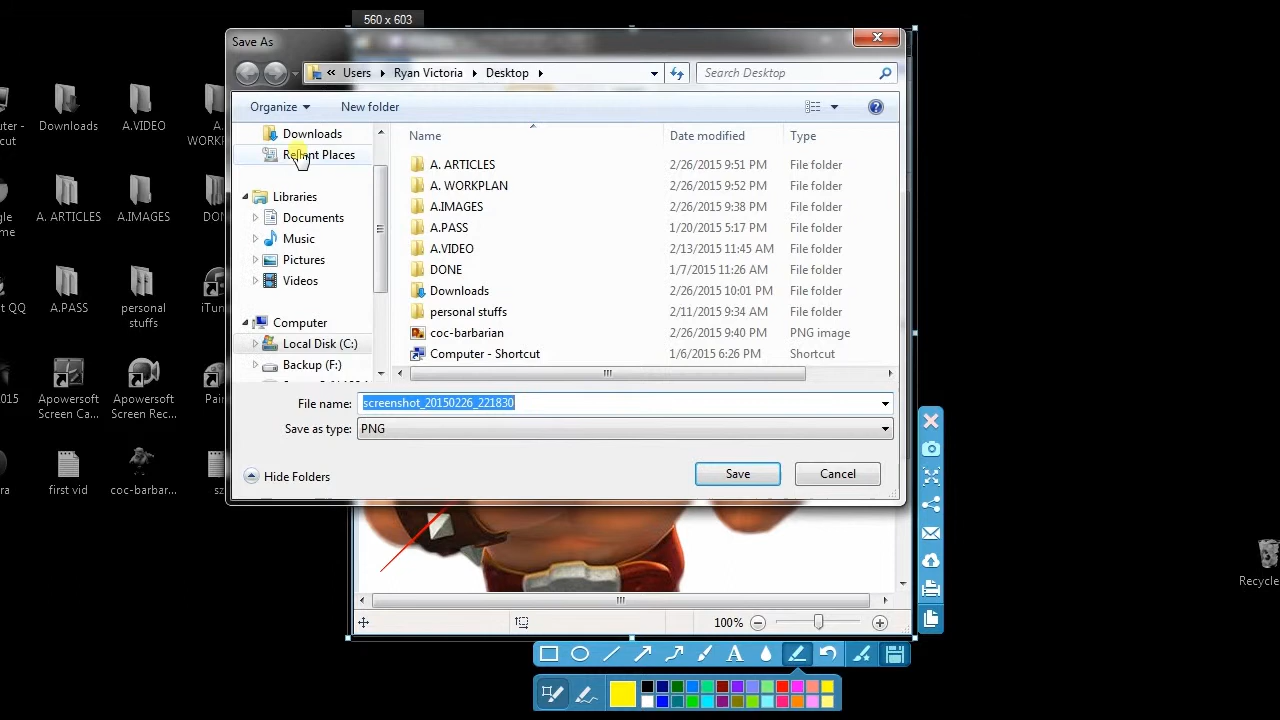 560 x 603
Save As
« Users Ryan Victoria Desktop
Search Desktop
Organize New folder
Downloads
Recent Places
Libraries
Documents
Music
Pictures
Videos
Computer
Local Disk (C:)
Backup (F:)
Name Date modified Type
A. ARTICLES 2/26/2015 9:51 PM File folder
A. WORKPLAN 2/26/2015 9:52 PM File folder
A.IMAGES 2/26/2015 9:38 PM File folder
A.PASS 1/20/2015 5:17 PM File folder
A.VIDEO 2/13/2015 11:45 AM File folder
DONE 1/7/2015 11:26 AM File folder
Downloads 2/26/2015 10:01 PM File folder
personal stuffs 2/11/2015 9:34 AM File folder
coc-barbarian 2/26/2015 9:40 PM PNG image
Computer - Shortcut 1/6/2015 6:26 PM Shortcut
File name: screenshot_20150226_221830
Save as type: PNG
Hide Folders
Save
Cancel
100%
A
Downloads
A.VIDEO
A.
WORKP
A. ARTICLES
A.IMAGES
DON
QQ
A.PASS
personal
stuffs
iTun
2015
Apowersoft
Screen Ca...
Apowersoft
Screen Rec...
Pain
first vid
coc-barbar...
sz
Recycle